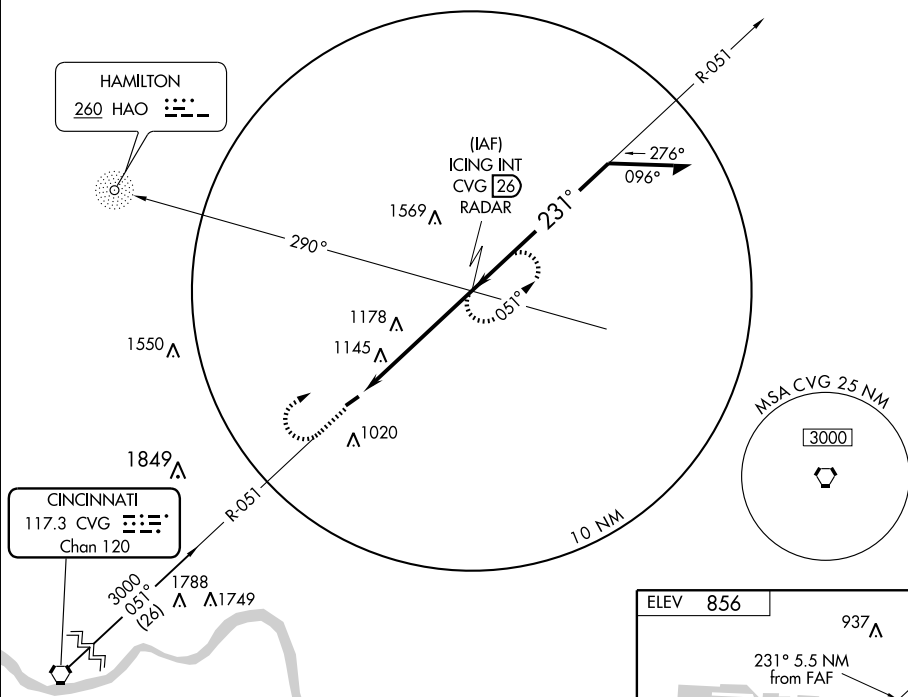 HAMILTON
260 HAO
R-051
(IAF)
ICING INT
CVG 26
RADAR
276°
096°
231°
1569
290°
051°
1178
1145
1550
1020
MSA CVG 25 NM
3000
1849
CINCINNATI
117.3 CVG
Chan 120
R-051
10 NM
3000
051°
(26)
1788
1749
ELEV 856
937
231° 5.5 NM
from FAF